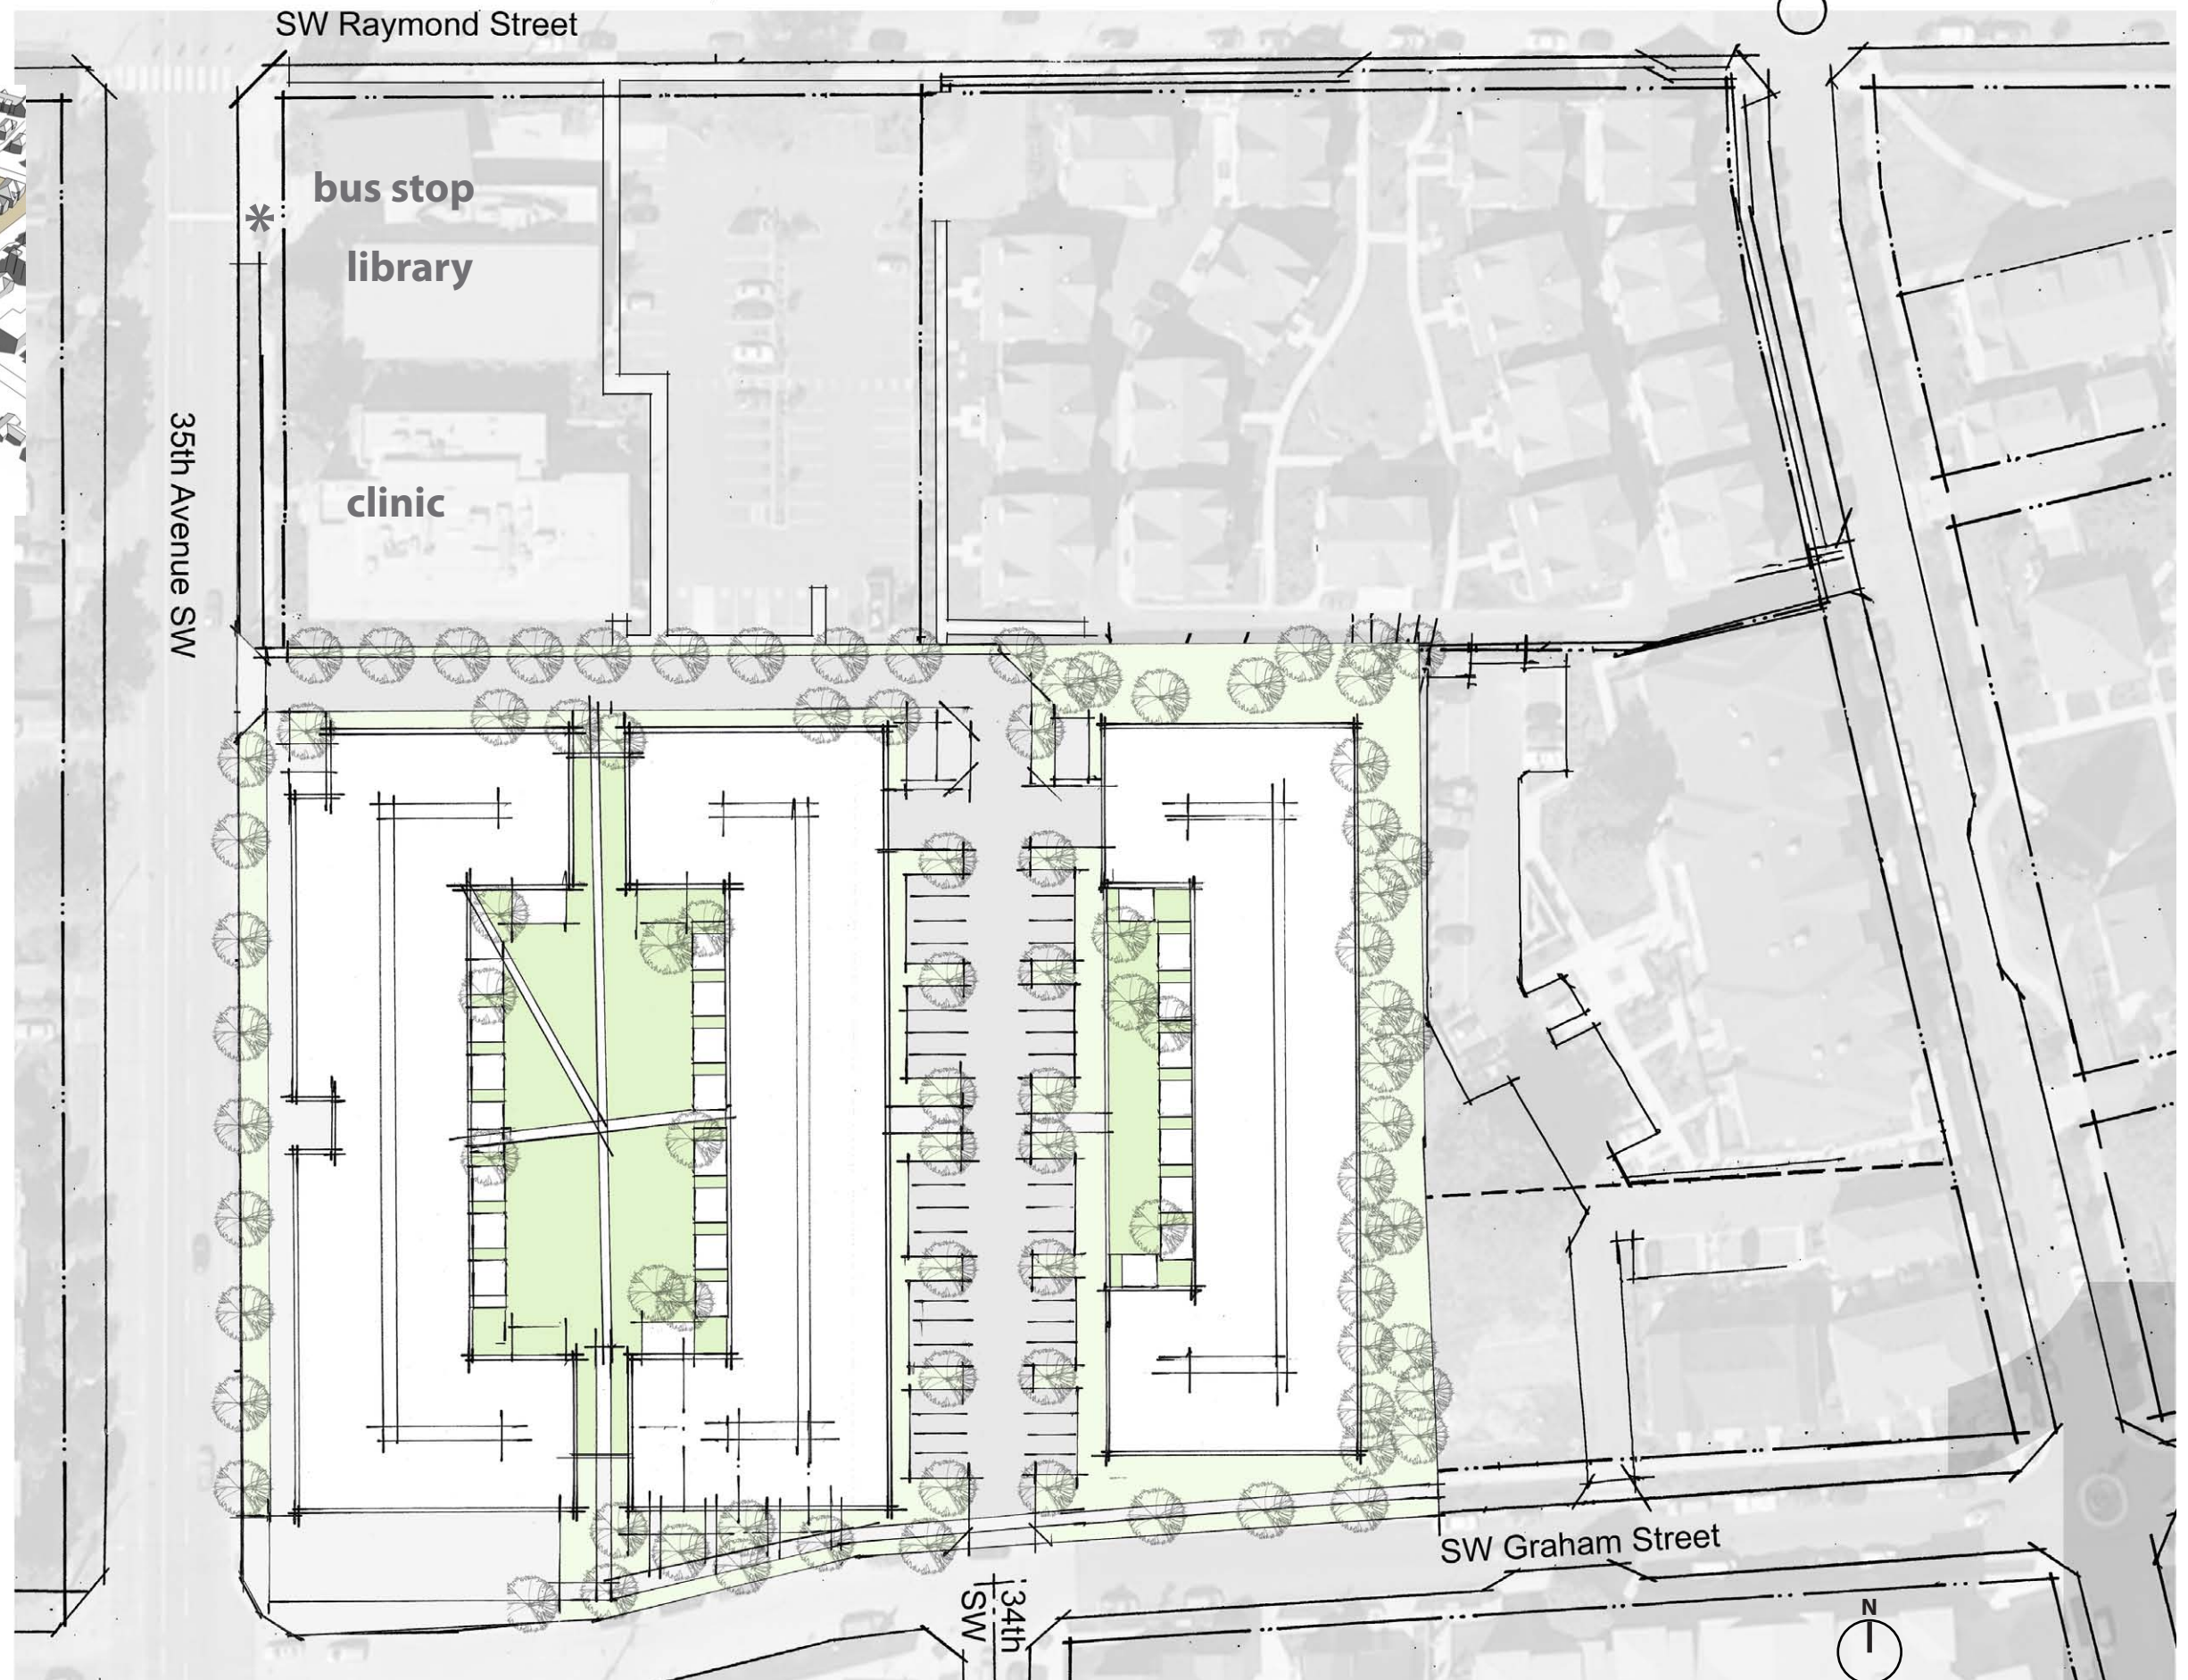 SW Raymond Street
bus stop
*
library
clinic
35th Avenue SW
SW Graham Street
34th
SW
N